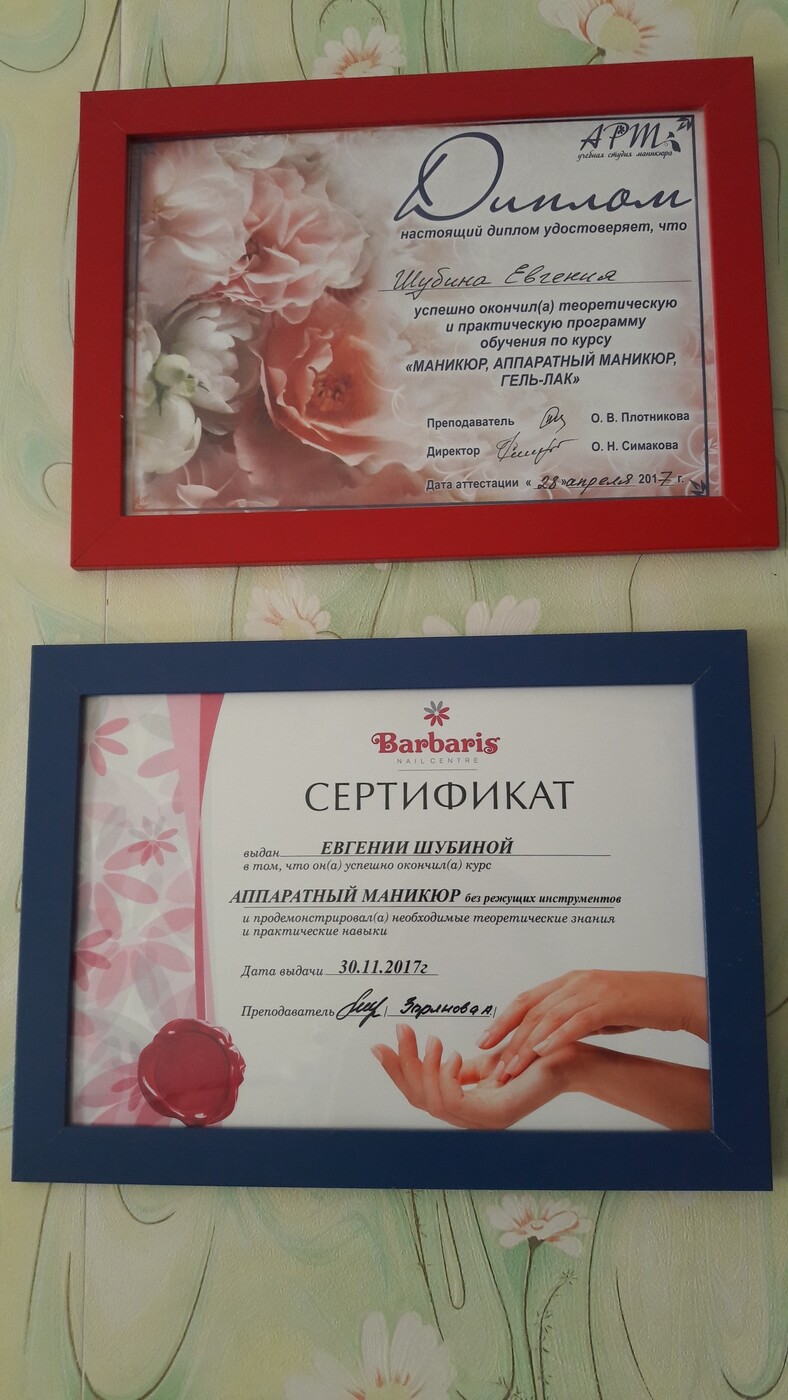 АРТ
учебная студия маникюра
Диплом
настоящий диплом удостоверяет, что
Шубина Евгения
успешно окончил(а) теоретическую
и практическую программу
обучения по курсу
«МАНИКЮР, АППАРАТНЫЙ МАНИКЮР,
ГЕЛЬ-ЛАК»
Преподаватель О. В. Плотникова
Директор О. Н. Симакова
Дата аттестации «28» апреля 2017 г.
Barbaris
NAIL CENTRE
СЕРТИФИКАТ
выдан ЕВГЕНИИ ШУБИНОЙ
в том, что он(а) успешно окончил(а) курс
АППАРАТНЫЙ МАНИКЮР без режущих инструментов
и продемонстрировал(а) необходимые теоретические знания
и практические навыки
Дата выдачи 30.11.2017г
Преподаватель